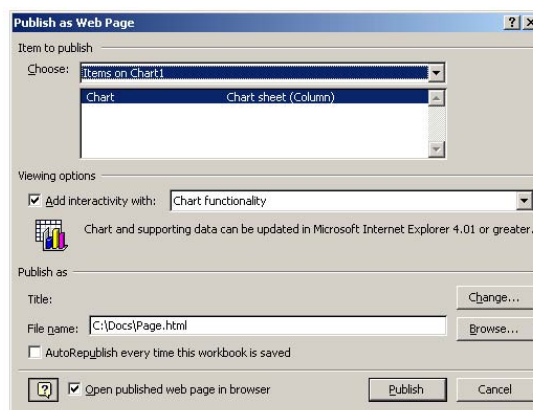 Publish as Web Page
Item to publish
Choose: Items on Chart1
Chart Chart sheet (Column)
Viewing options
Add interactivity with: Chart functionality
Chart and supporting data can be updated in Microsoft Internet Explorer 4.01 or greater.
Publish as
Title: Change...
File name: C:\Docs\Page.html Browse...
AutoRepublish every time this workbook is saved
Open published web page in browser Publish Cancel